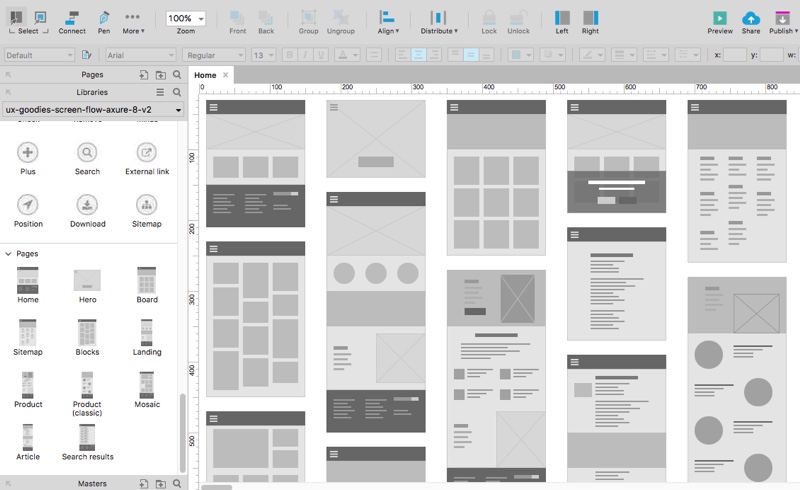 100%
Select Connect Pen More Zoom Front Back Border Points Align Distribute Lock Unlock Left Right Preview Share Publish
Default Arial Regular 13 B I U A x: y: w:
Pages
Home
Libraries
0 100 200 300 400 500 600 700 800
ux-goodies-screen-flow-axure-8-v2
Plus Search External link
100
Position Download Sitemap
200
Pages
Home Hero Board
300
Sitemap Blocks Landing
400
Product Product (classic) Mosaic
500
Article Search results
Masters